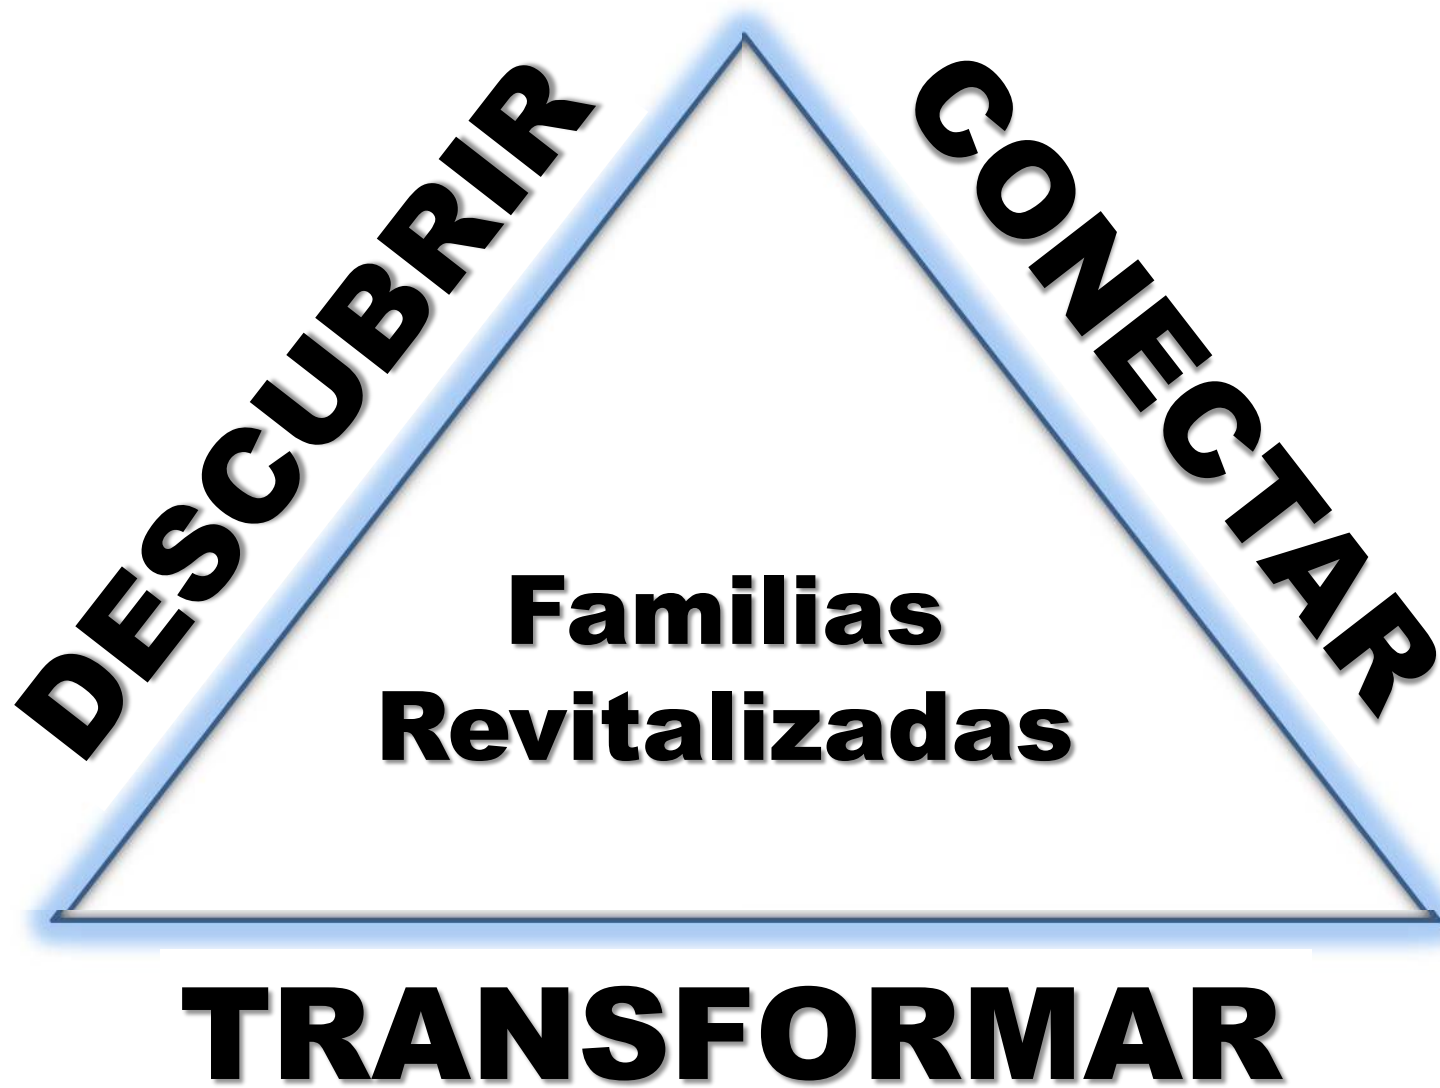 DESCUBRIR
CONECTAR
Familias
Revitalizadas
TRANSFORMAR